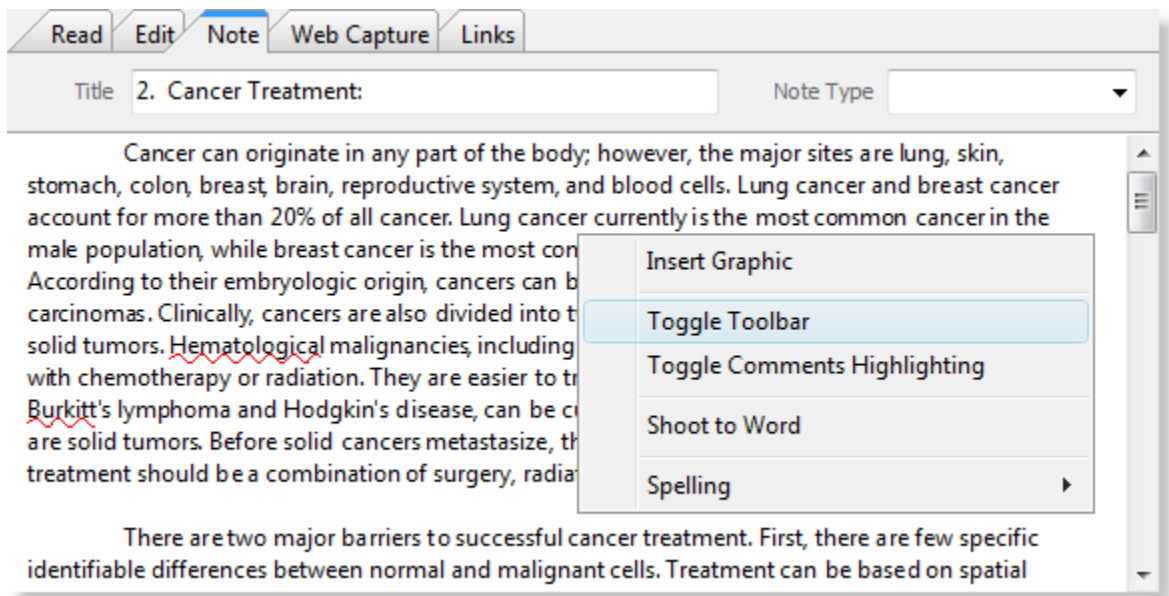 Read Edit Note Web Capture Links
Title 2. Cancer Treatment: Note Type
Cancer can originate in any part of the body; however, the major sites are lung, skin,
stomach, colon, breast, brain, reproductive system, and blood cells. Lung cancer and breast cancer
account for more than 20% of all cancer. Lung cancer currently is the most common cancer in the
male population, while breast cancer is the most
According to their embryologic origin, cancers can
carcinomas. Clinically, cancers are also divided into
solid tumors. Hematological malignancies, including
with chemotherapy or radiation. They are easier to
Burkitt's lymphoma and Hodgkin's disease, can be
are solid tumors. Before solid cancers metastasize,
treatment should be a combination of surgery,
Insert Graphic
Toggle Toolbar
Toggle Comments Highlighting
Shoot to Word
Spelling
There are two major barriers to successful cancer treatment. First, there are few specific
identifiable differences between normal and malignant cells. Treatment can be based on spatial